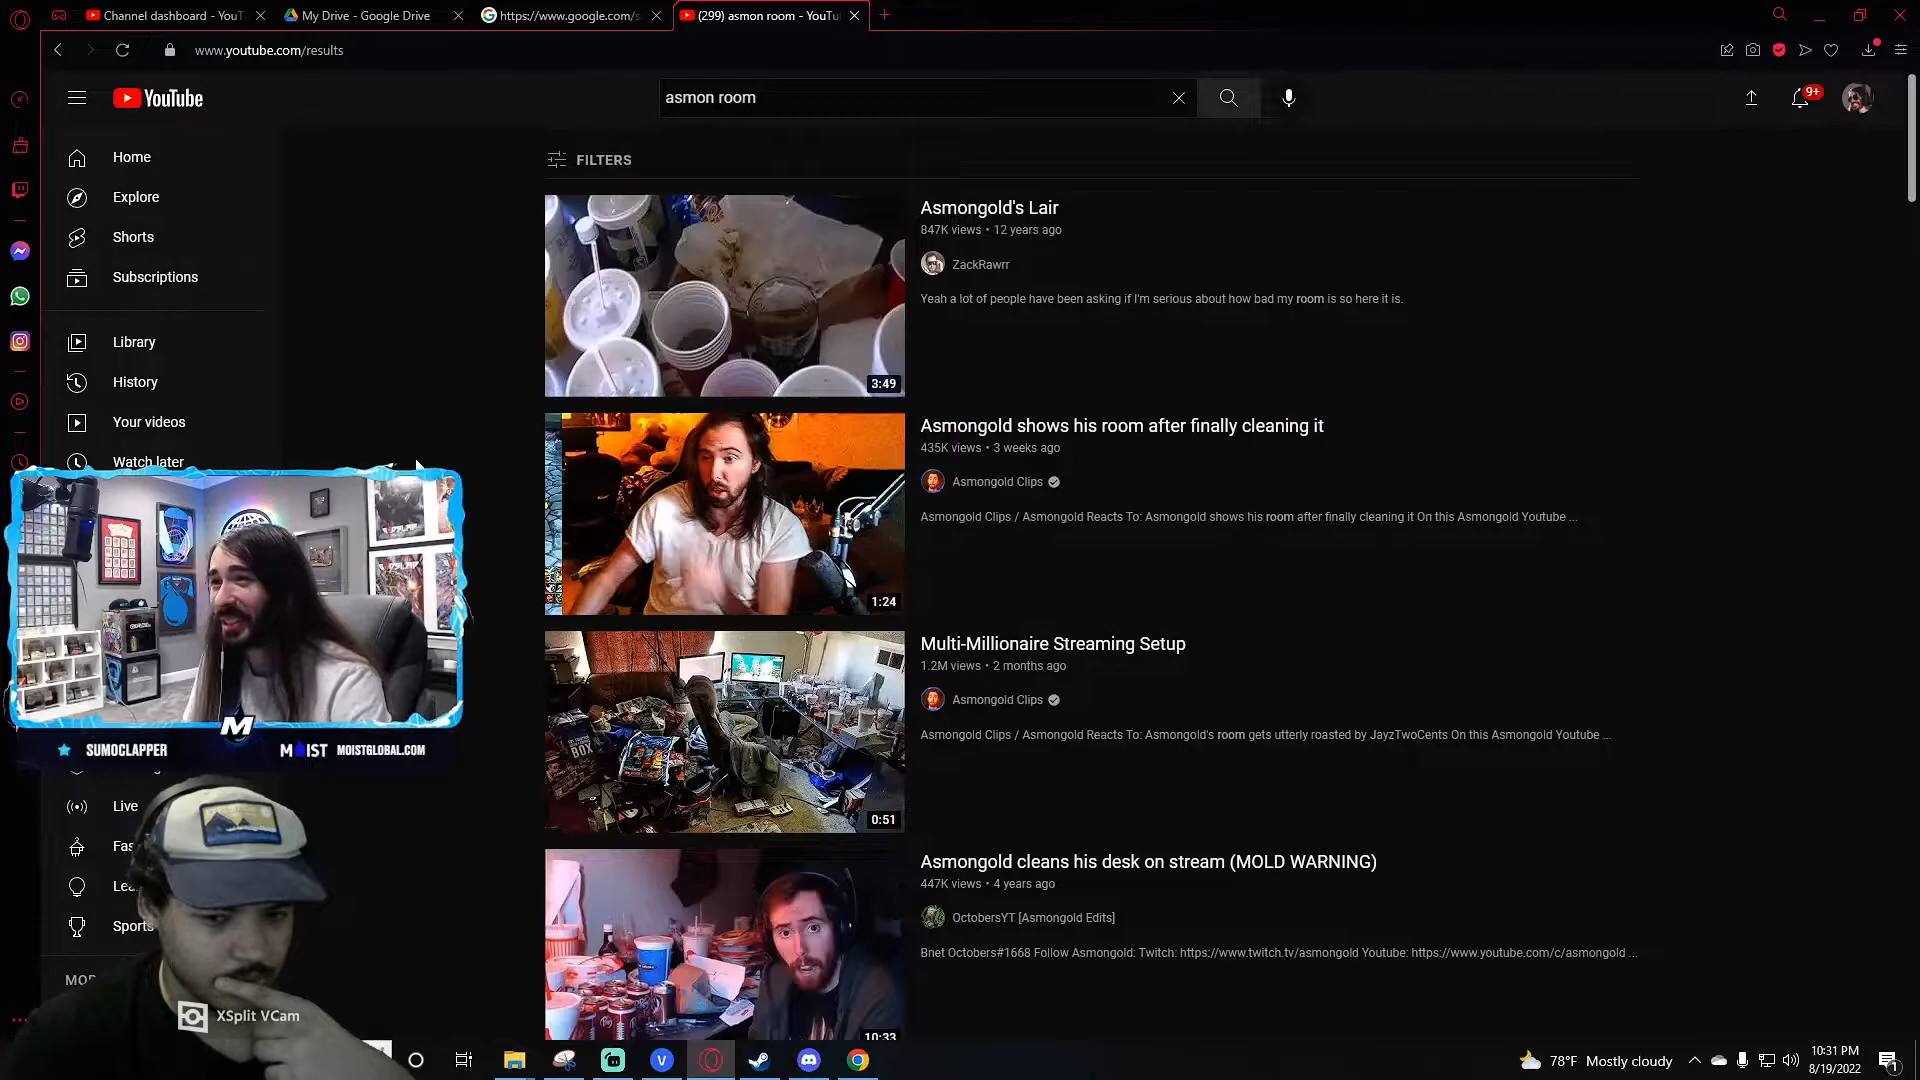 Channel dashboard - YouT
My Drive - Google Drive
https://www.google.com/s
(299) asmon room - YouTu
www.youtube.com/results
YouTube
asmon room
9+
Home
Explore
Shorts
Subscriptions
Library
History
Your videos
Watch later
Live
Fas
Lea
Sports
MOR
FILTERS
3:49
Asmongold's Lair
847K views • 12 years ago
ZackRawrr
Yeah a lot of people have been asking if I'm serious about how bad my room is so here it is.
1:24
Asmongold shows his room after finally cleaning it
435K views • 3 weeks ago
Asmongold Clips
Asmongold Clips / Asmongold Reacts To: Asmongold shows his room after finally cleaning it On this Asmongold Youtube ...
0:51
Multi-Millionaire Streaming Setup
1.2M views • 2 months ago
Asmongold Clips
Asmongold Clips / Asmongold Reacts To: Asmongold's room gets utterly roasted by JayzTwoCents On this Asmongold Youtube ...
10:33
Asmongold cleans his desk on stream (MOLD WARNING)
447K views • 4 years ago
OctobersYT [Asmongold Edits]
Bnet Octobers#1668 Follow Asmongold: Twitch: https://www.twitch.tv/asmongold Youtube: https://www.youtube.com/c/asmongold ...
M
SUMOCLAPPER
MOIST
MOISTGLOBAL.COM
XSplit VCam
78°F Mostly cloudy
10:31 PM
8/19/2022
1